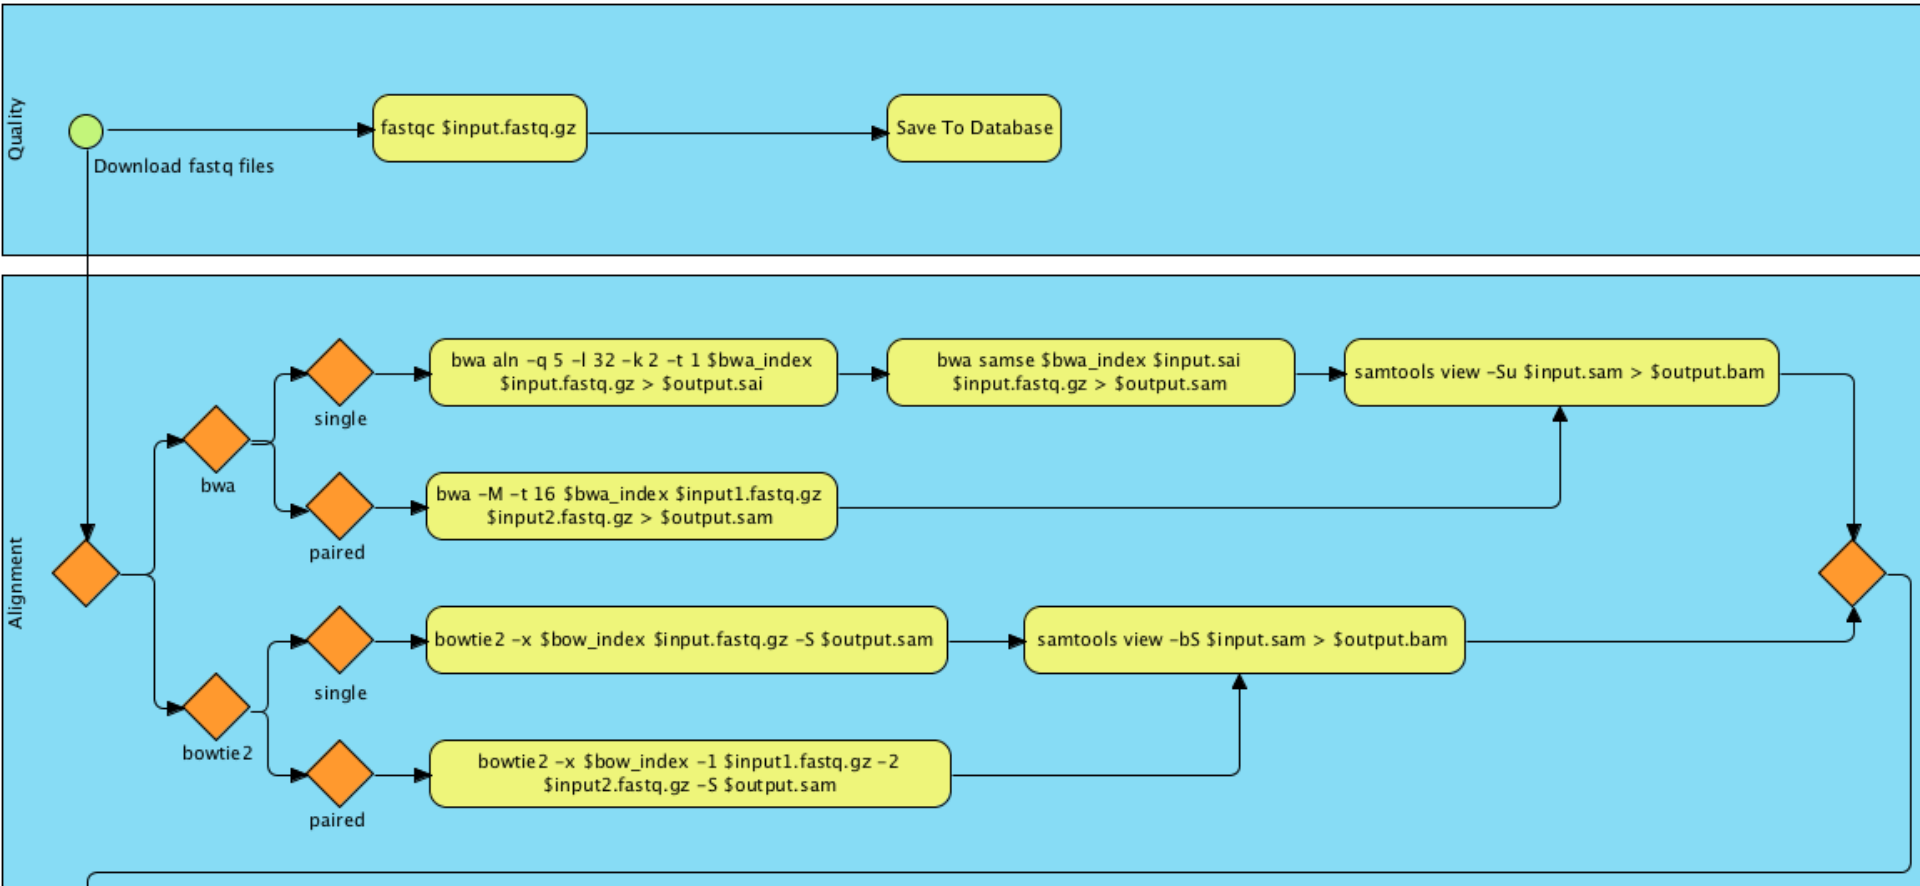 Quality
Download fastq files
fastqc $input.fastq.gz
Save To Database
Alignment
bwa
single
bwa aln -q 5 -l 32 -k 2 -t 1 $bwa_index
$input.fastq.gz > $output.sai
bwa samse $bwa_index $input.sai
$input.fastq.gz > $output.sam
samtools view -Su $input.sam > $output.bam
paired
bwa -M -t 16 $bwa_index $input1.fastq.gz
$input2.fastq.gz > $output.sam
bowtie2
single
bowtie2 -x $bow_index $input.fastq.gz -S $output.sam
samtools view -bS $input.sam > $output.bam
paired
bowtie2 -x $bow_index -1 $input1.fastq.gz -2
$input2.fastq.gz -S $output.sam